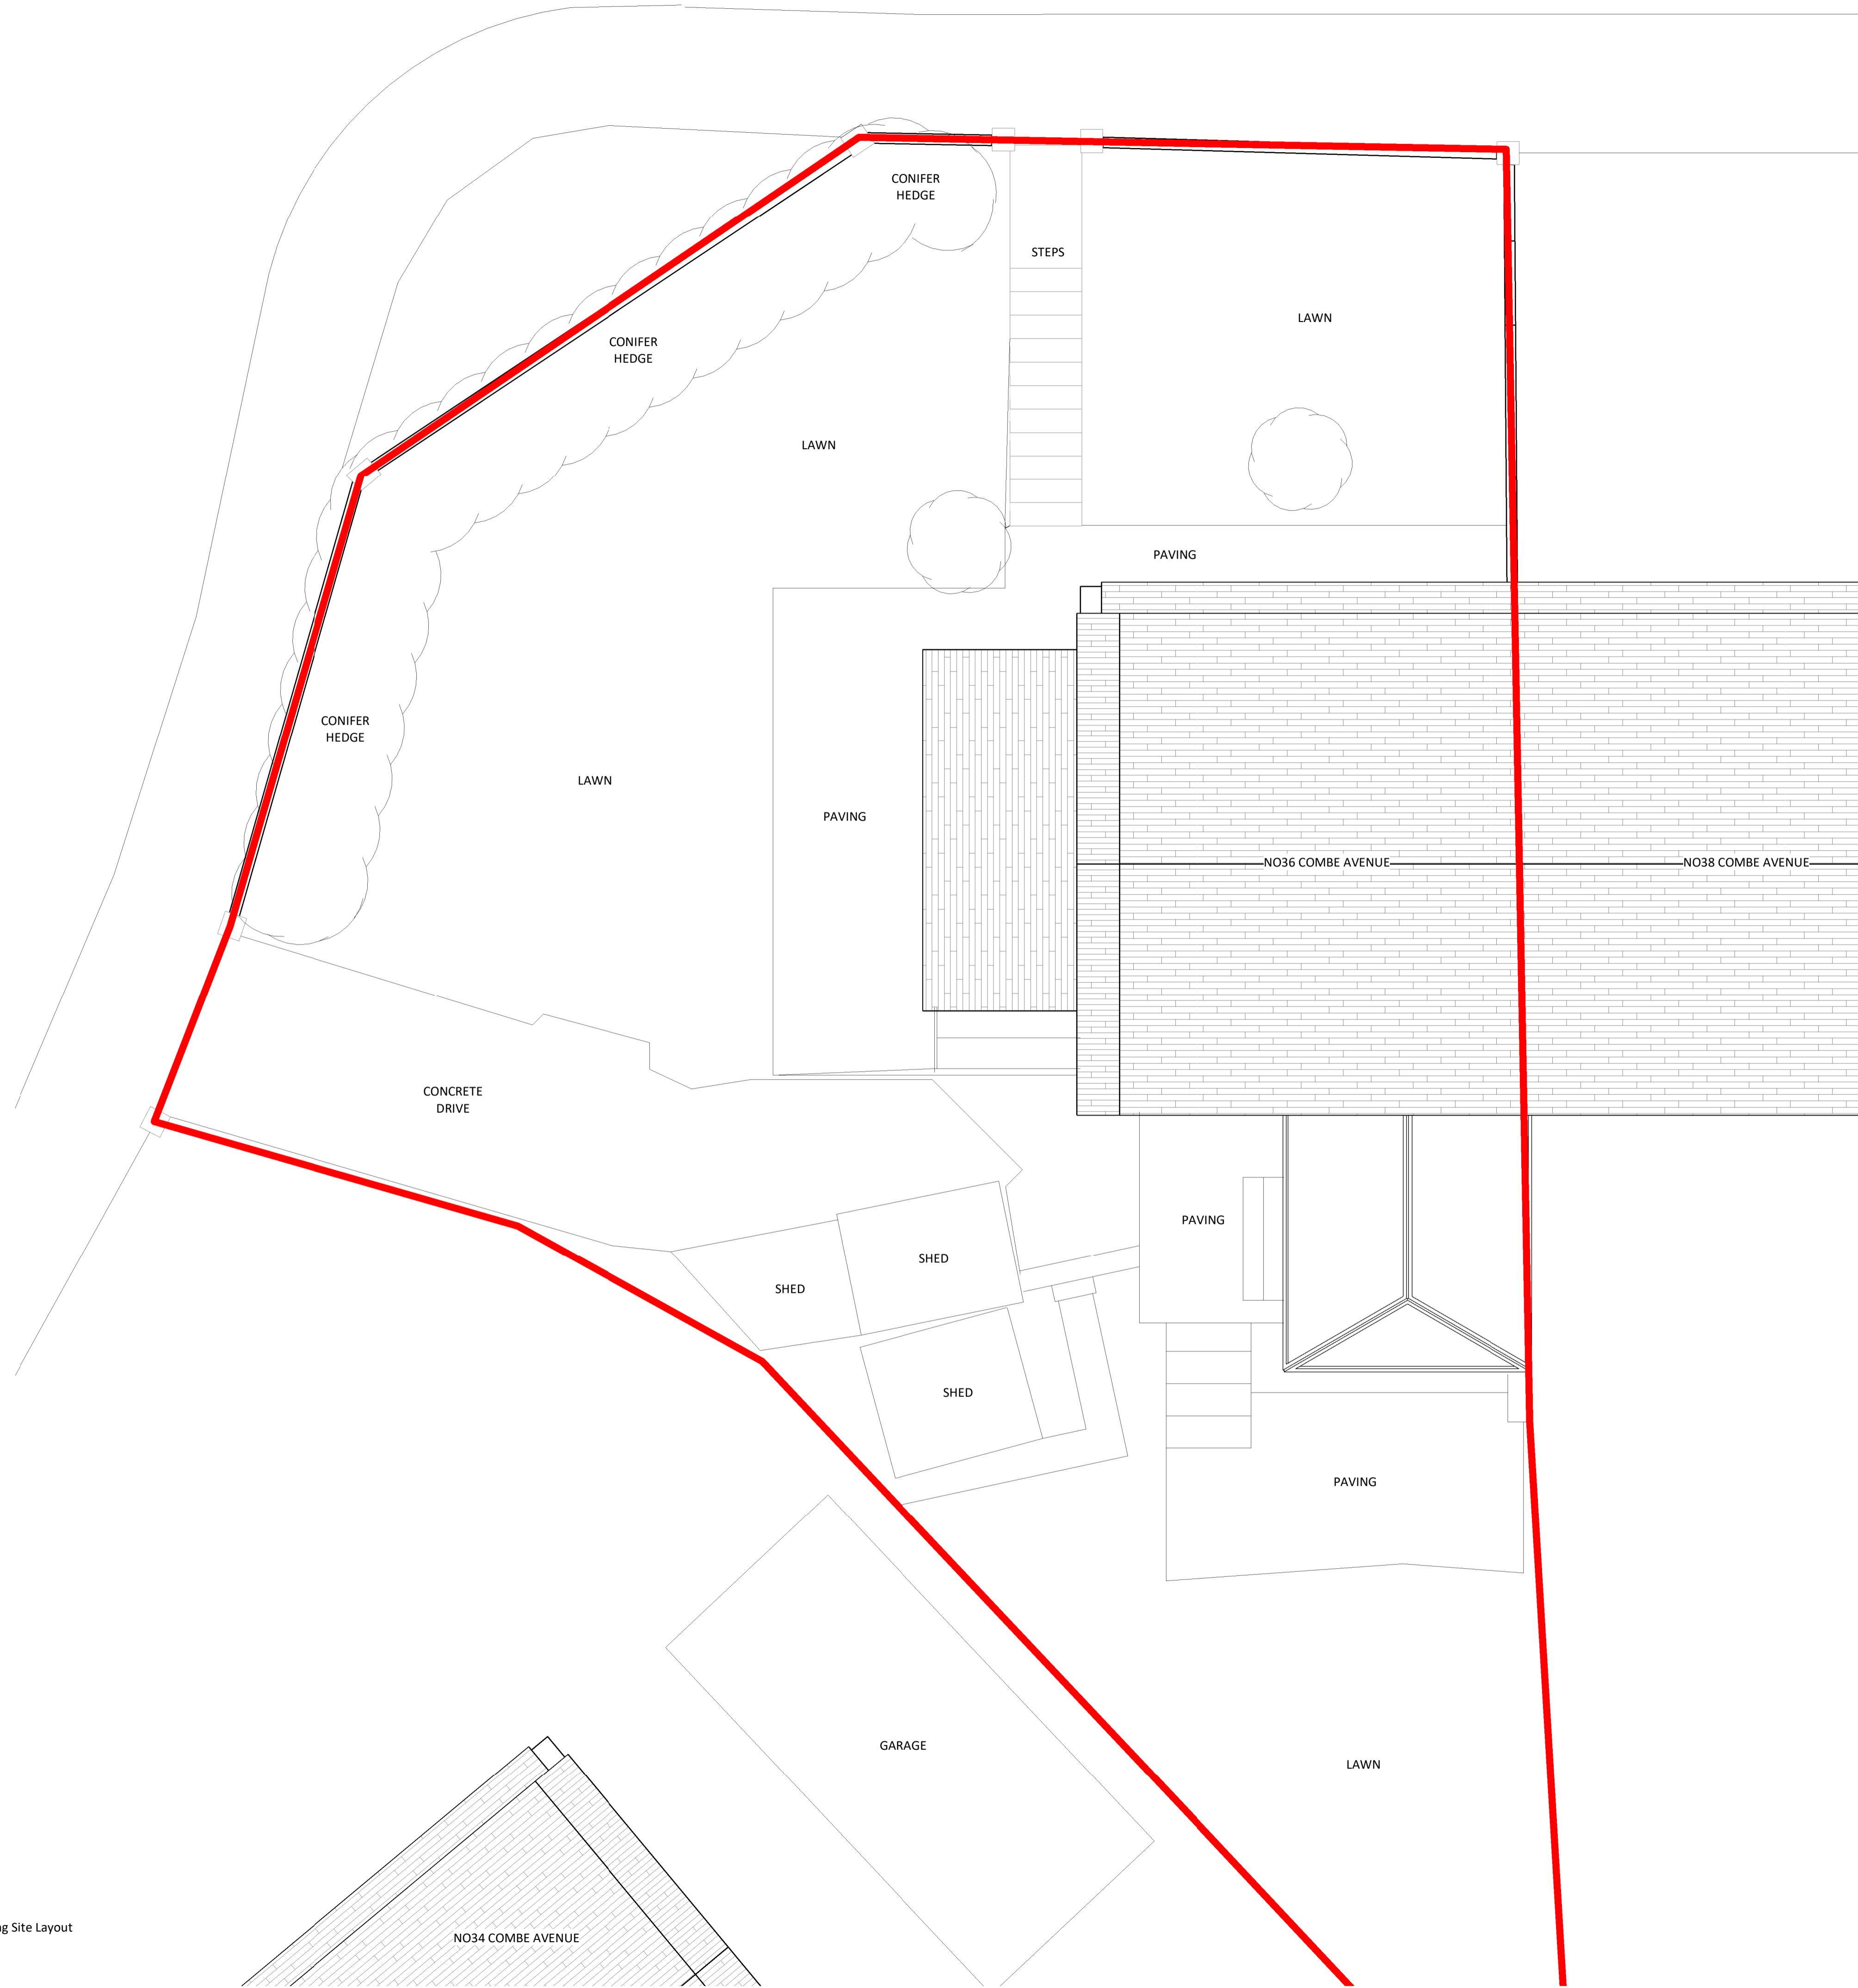 CONIFER
HEDGE
STEPS
LAWN
CONIFER
HEDGE
LAWN
PAVING
CONIFER
HEDGE
LAWN
PAVING
NO36 COMBE AVENUE
NO38 COMBE AVENUE
CONCRETE
DRIVE
PAVING
SHED
SHED
SHED
PAVING
GARAGE
LAWN
Site Layout
NO34 COMBE AVENUE